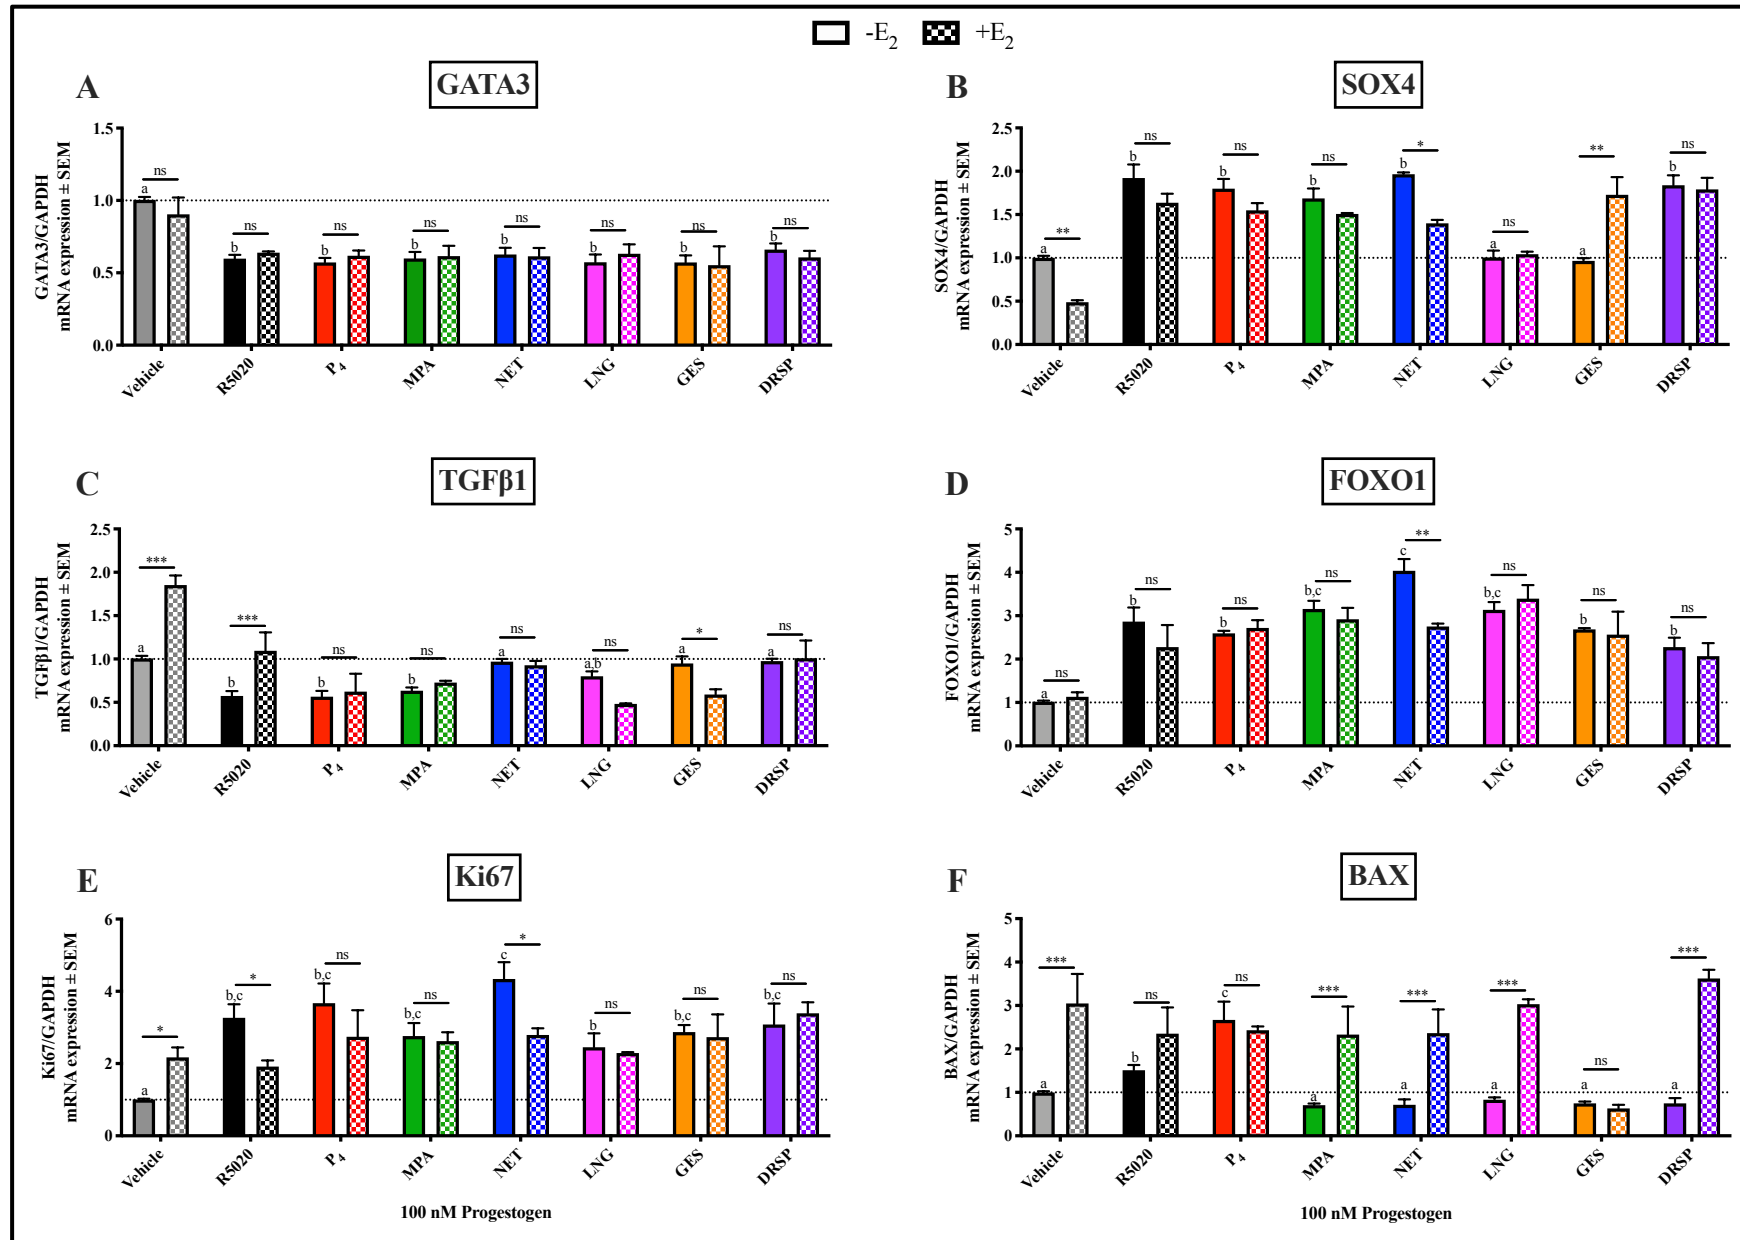 -E2 +E2
A GATA3
GATA3/GAPDH
mRNA expression ± SEM
1.5
1.0
0.5
0.0
ns ns ns ns ns ns ns ns
a b b b b b b b
Vehicle R5020 P4 MPA NET LNG GES DRSP
B SOX4
SOX4/GAPDH
mRNA expression ± SEM
2.5
2.0
1.5
1.0
0.5
0.0
** ns ns ns * ns ** ns
a b b b b a a b
Vehicle R5020 P4 MPA NET LNG GES DRSP
C TGFβ1
TGFβ1/GAPDH
mRNA expression ± SEM
2.5
2.0
1.5
1.0
0.5
0.0
*** *** ns ns ns ns * ns
a b b b a a,b a a
Vehicle R5020 P4 MPA NET LNG GES DRSP
D FOXO1
FOXO1/GAPDH
mRNA expression ± SEM
5
4
3
2
1
0
ns ns ns ns ** ns ns ns
a b b b,c c b,c b b
Vehicle R5020 P4 MPA NET LNG GES DRSP
E Ki67
Ki67/GAPDH
mRNA expression ± SEM
6
4
2
0
* * ns ns * ns ns ns
a b,c b,c b,c c b b,c b,c
Vehicle R5020 P4 MPA NET LNG GES DRSP
100 nM Progestogen
F BAX
BAX/GAPDH
mRNA expression ± SEM
5
4
3
2
1
0
*** ns ns *** *** *** ns ***
a b c a a a a a
Vehicle R5020 P4 MPA NET LNG GES DRSP
100 nM Progestogen